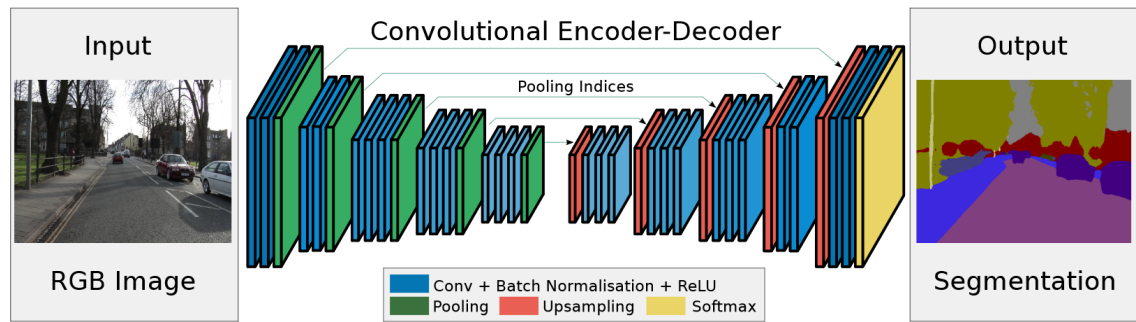 Input
Convolutional Encoder-Decoder
Output
Pooling Indices
RGB Image
Conv + Batch Normalisation + ReLU
Pooling
Upsampling
Softmax
Segmentation